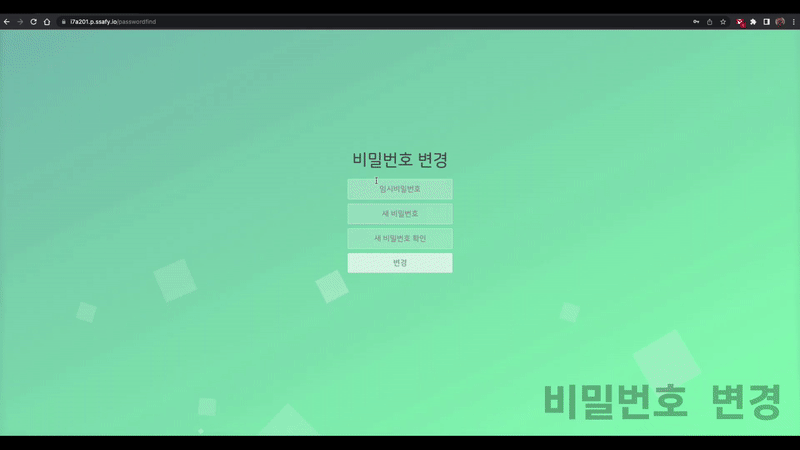 i7a201.p.ssafy.io/passwordfind
비밀번호 변경
임시비밀번호
새 비밀번호
새 비밀번호 확인
변경
비밀번호 변경